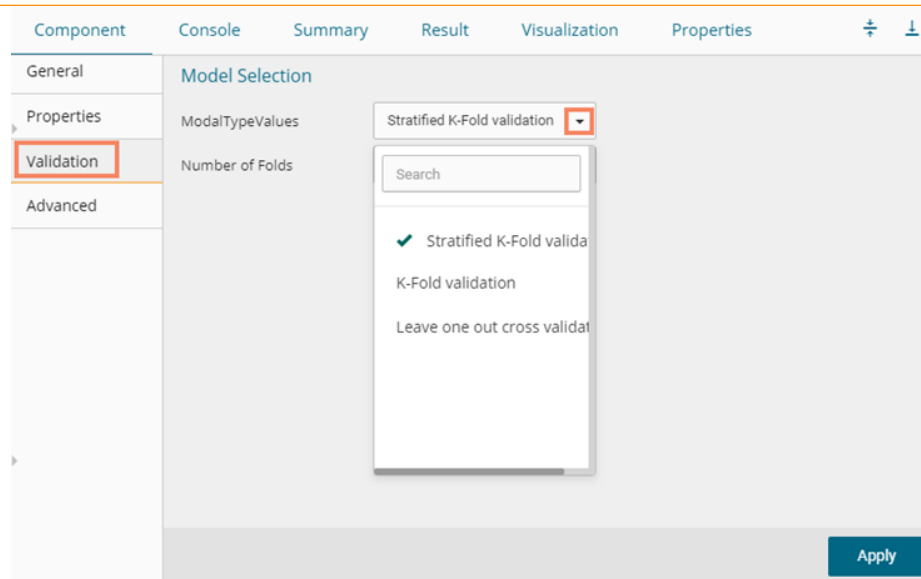 Component Console Summary Result Visualization Properties
General
Properties
Validation
Advanced
Model Selection
ModalTypeValues Stratified K-Fold validation
Number of Folds
Search
Stratified K-Fold valida
K-Fold validation
Leave one out cross validat
Apply